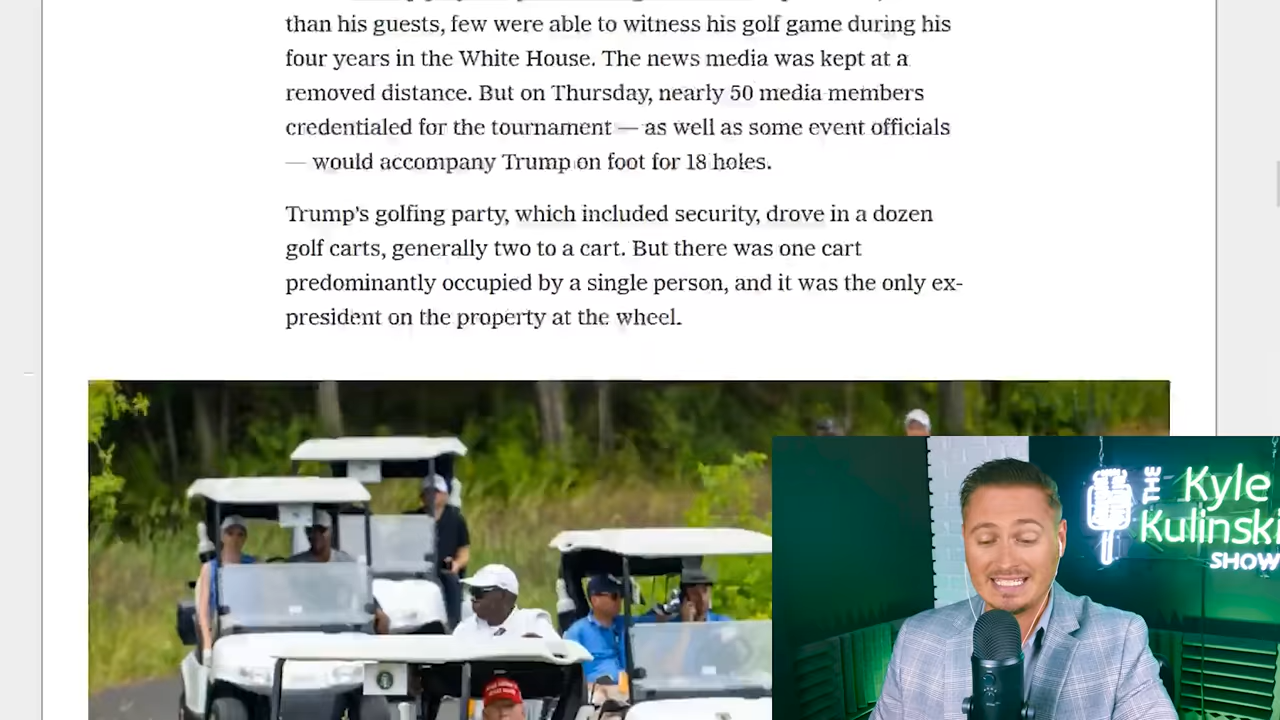 than his guests, few were able to witness his golf game during his
four years in the White House. The news media was kept at a
removed distance. But on Thursday, nearly 50 media members
credentialed for the tournament — as well as some event officials
— would accompany Trump on foot for 18 holes.
Trump's golfing party, which included security, drove in a dozen
golf carts, generally two to a cart. But there was one cart
predominantly occupied by a single person, and it was the only ex-
president on the property at the wheel.
THE
Kyle
Kulinski
SHOW